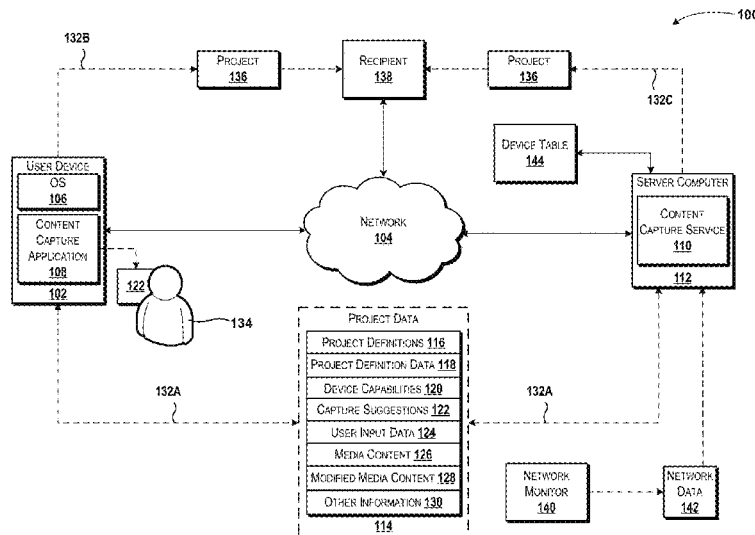 100
132B
PROJECT
136
RECIPIENT
138
PROJECT
136
132C
DEVICE TABLE
144
USER DEVICE
OS
106
CONTENT
CAPTURE
APPLICATION
108
102
122
134
NETWORK
104
SERVER COMPUTER
CONTENT
CAPTURE SERVICE
110
112
PROJECT DATA
PROJECT DEFINITIONS 116
PROJECT DEFINITION DATA 118
DEVICE CAPABILITIES 120
CAPTURE SUGGESTIONS 122
USER INPUT DATA 124
MEDIA CONTENT 126
MODIFIED MEDIA CONTENT 128
OTHER INFORMATION 130
114
132A
132A
NETWORK
MONITOR
140
NETWORK
DATA
142